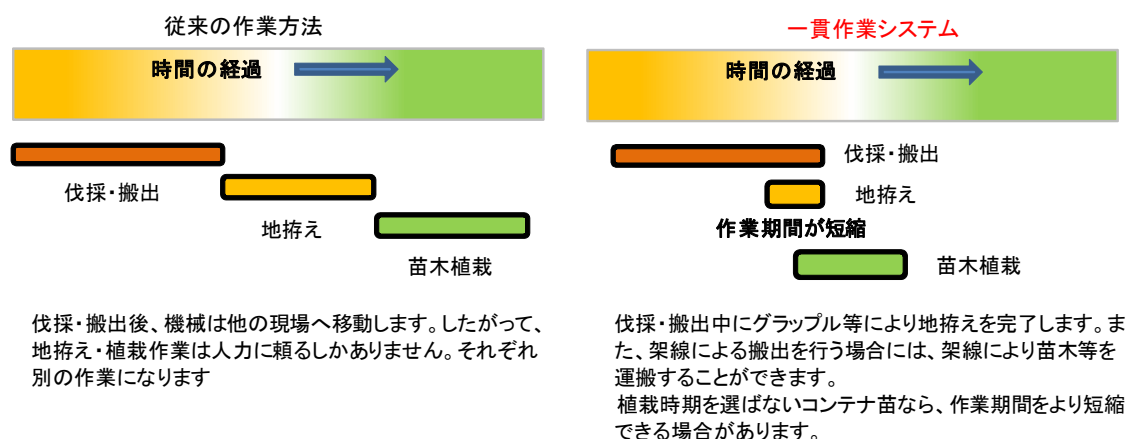 従来の作業方法
時間の経過
伐採・搬出
地拵え
苗木植栽
伐採・搬出後、機械は他の現場へ移動します。したがって、
地拵え・植栽作業は人力に頼るしかありません。それぞれ
別の作業になります
一貫作業システム
時間の経過
伐採・搬出
地拵え
作業期間が短縮
苗木植栽
伐採・搬出中にグラップル等により地拵えを完了します。ま
た、架線による搬出を行う場合には、架線により苗木等を
運搬することができます。
植栽時期を選ばないコンテナ苗なら、作業期間をより短縮
できる場合があります。